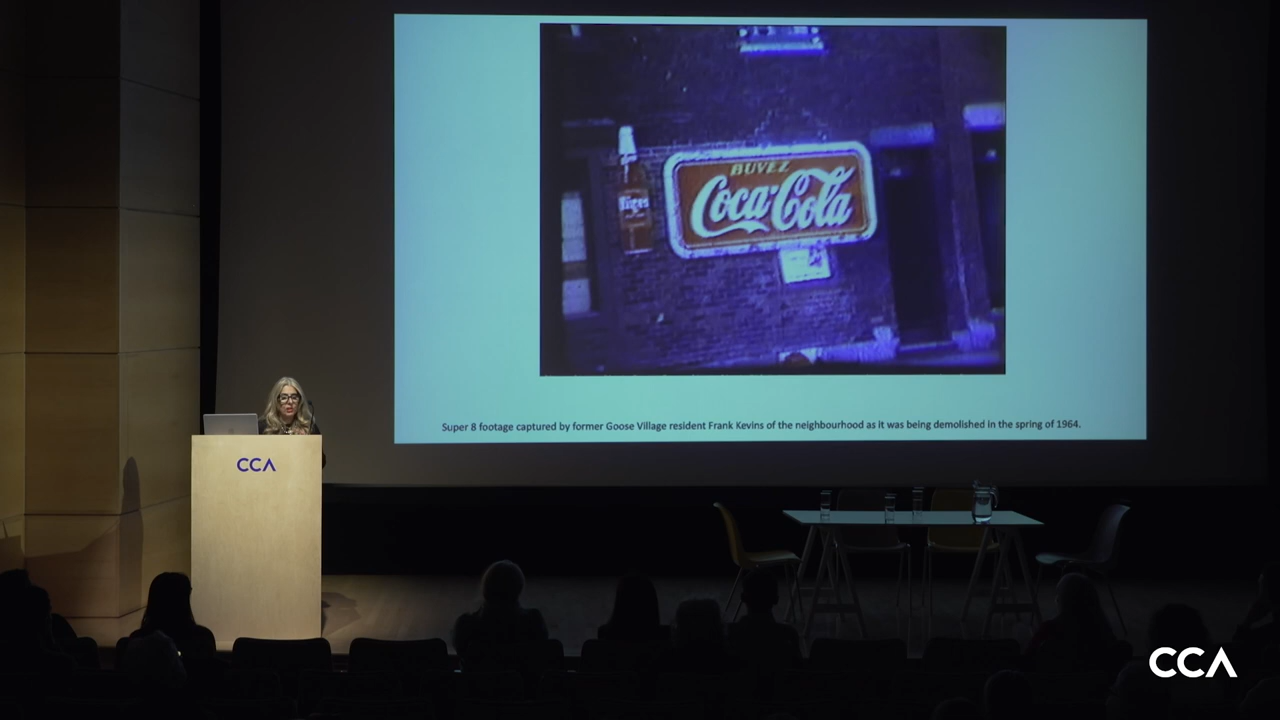 BUVEZ
Coca-Cola
Super 8 footage captured by former Goose Village resident Frank Kevins of the neighbourhood as it was being demolished in the spring of 1964.
CCA
CCA